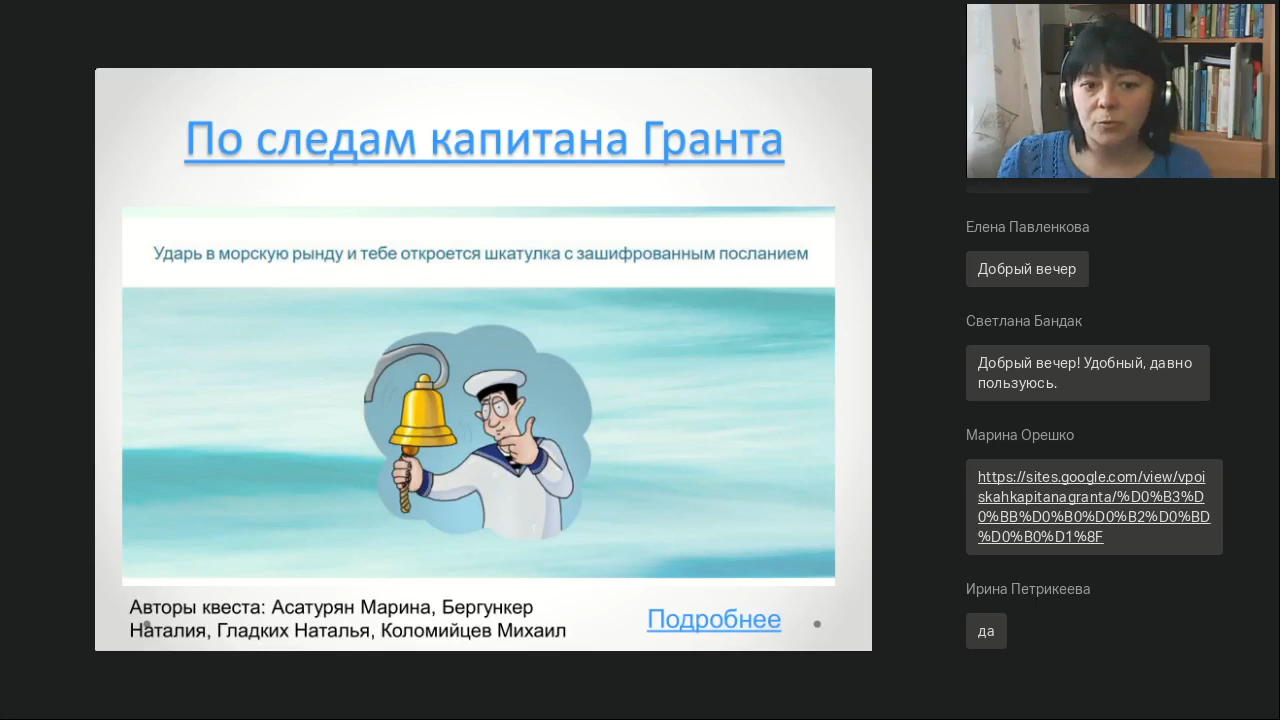 По следам капитана Гранта
Ударь в морскую рынду и тебе откроется шкатулка с зашифрованным посланием
Авторы квеста: Асатурян Марина, Бергункер
Наталия, Гладких Наталья, Коломийцев Михаил
Подробнее
Елена Павленкова
Добрый вечер
Светлана Бандак
Добрый вечер! Удобный, давно
пользуюсь.
Марина Орешко
https://sites.google.com/view/vpoi
skahkapitanagranta/%D0%B3%D
0%BB%D0%B0%D0%B2%D0%BD
%D0%B0%D1%8F
Ирина Петрикеева
да